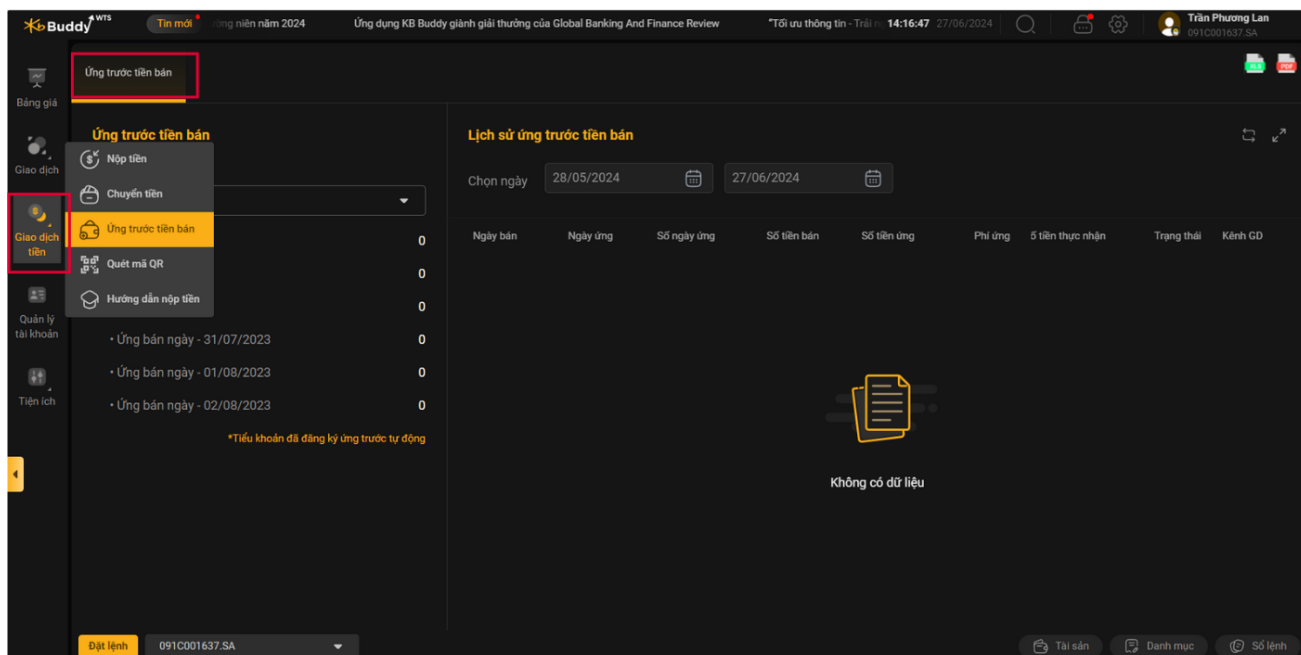 KB Buddy WTS
Tin mới
niên năm 2024
Ứng dụng KB Buddy giành giải thưởng của Global Banking And Finance Review
"Tối ưu thông tin - Trải
14:16:47 27/06/2024
Trần Phương Lan
091C001637.SA
Ứng trước tiền bán
XLS
PDF
Bảng giá
Giao dịch
Giao dịch
tiền
Quản lý
tài khoản
Tiện ích
Ứng trước tiền bán
Nộp tiền
Chuyển tiền
Ứng trước tiền bán
Quét mã QR
Hướng dẫn nộp tiền
0
0
0
• Ứng bán ngày - 31/07/2023 0
• Ứng bán ngày - 01/08/2023 0
• Ứng bán ngày - 02/08/2023 0
*Tiểu khoản đã đăng ký ứng trước tự động
Lịch sử ứng trước tiền bán
Chọn ngày 28/05/2024 27/06/2024
Ngày bán Ngày ứng Số ngày ứng Số tiền bán Số tiền ứng Phí ứng ố tiền thực nhận Trạng thái Kênh GD
Không có dữ liệu
Đặt lệnh 091C001637.SA Tài sản Danh mục Sổ lệnh